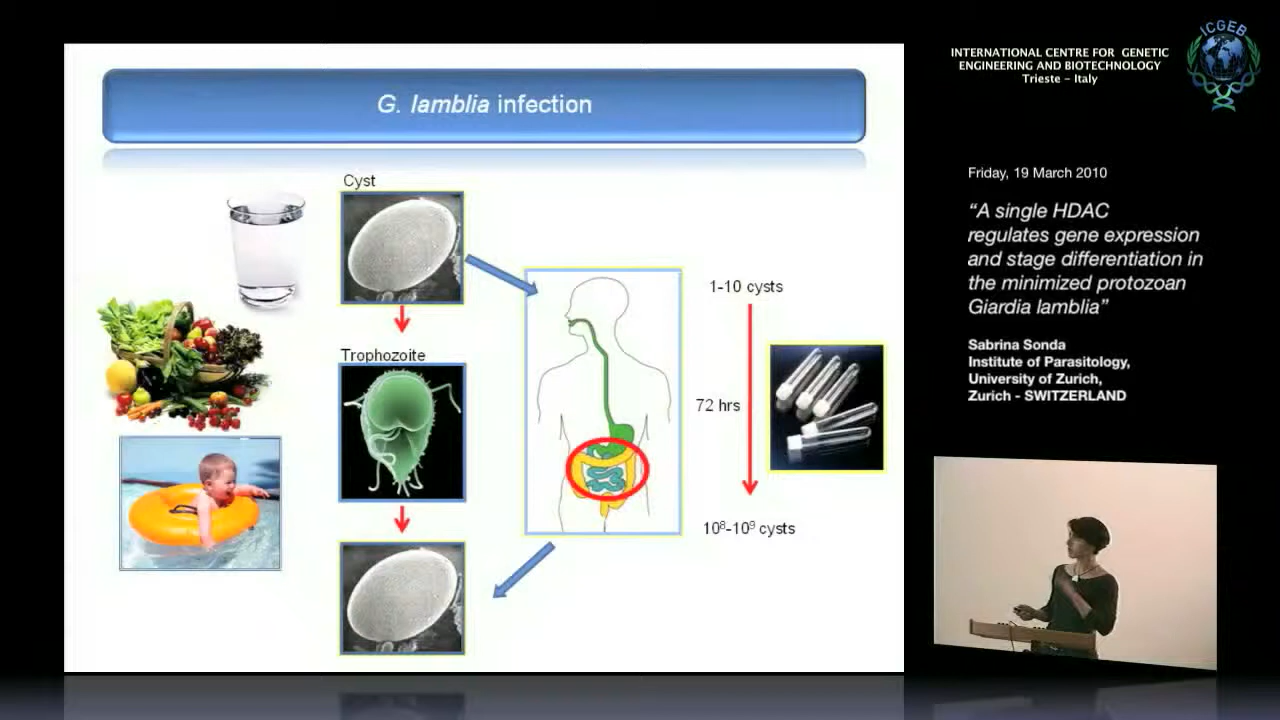 G. lamblia infection
Cyst
Trophozoite
1-10 cysts
72 hrs
10⁸-10⁹ cysts
INTERNATIONAL CENTRE FOR GENETIC
ENGINEERING AND BIOTECHNOLOGY
Trieste - Italy
ICGEB
Friday, 19 March 2010
“A single HDAC
regulates gene expression
and stage differentiation in
the minimized protozoan
Giardia lamblia”
Sabrina Sonda
Institute of Parasitology,
University of Zurich,
Zurich - SWITZERLAND